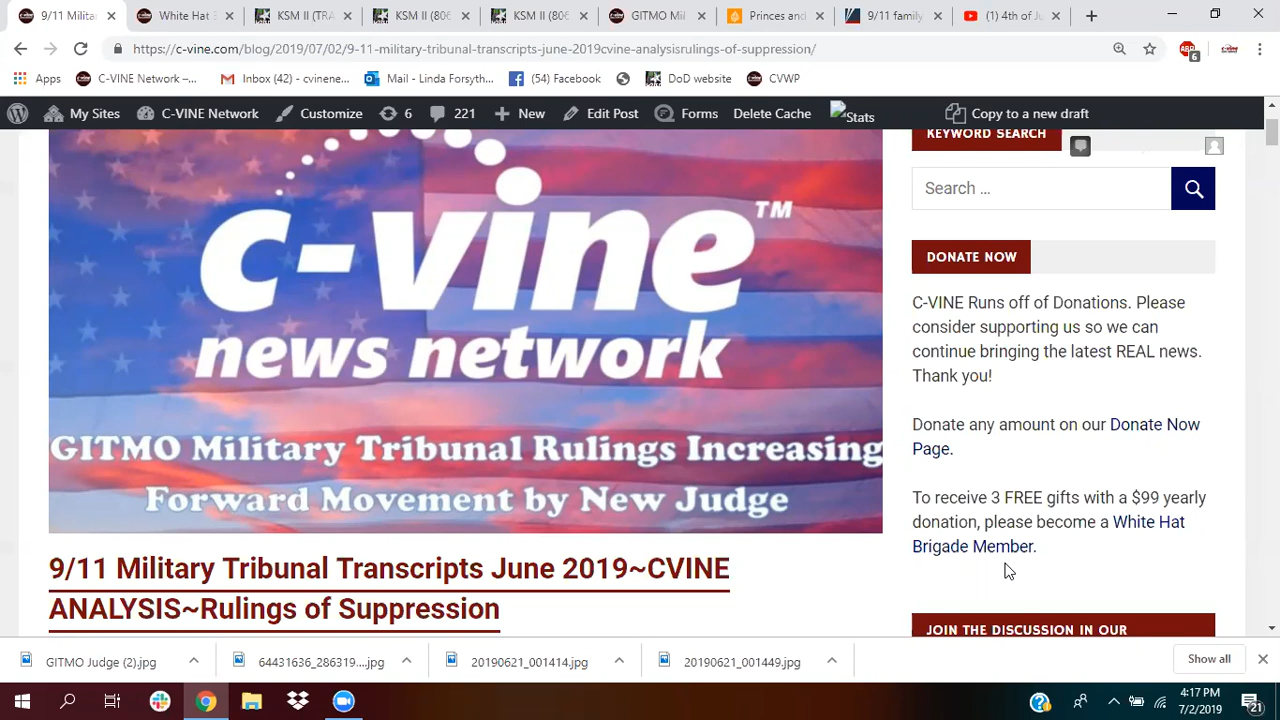 9/11 Milita
White Hat
KSM II (TRA
KSM II (806
KSM II (806
GITMO Mil
Princes and
9/11 family
(1) 4th of Ju
https://c-vine.com/blog/2019/07/02/9-11-military-tribunal-transcripts-june-2019cvine-analysisrulings-of-suppression/
ABP
6
Apps
C-VINE Network –...
Inbox (42) - cvinene...
Mail - Linda Forsyth...
(54) Facebook
DoD website
CVWP
My Sites
C-VINE Network
Customize
6
221
New
Edit Post
Forms
Delete Cache
Stats
Copy to a new draft
c-vine™
news network
GITMO Military Tribunal Rulings Increasing
Forward Movement by New Judge
9/11 Military Tribunal Transcripts June 2019~CVINE
ANALYSIS~Rulings of Suppression
KEYWORD SEARCH
Search …
DONATE NOW
C-VINE Runs off of Donations. Please
consider supporting us so we can
continue bringing the latest REAL news.
Thank you!
Donate any amount on our Donate Now
Page.
To receive 3 FREE gifts with a $99 yearly
donation, please become a White Hat
Brigade Member.
JOIN THE DISCUSSION IN OUR
GITMO Judge (2).jpg
64431636_286319....jpg
20190621_001414.jpg
20190621_001449.jpg
Show all
4:17 PM
7/2/2019
21